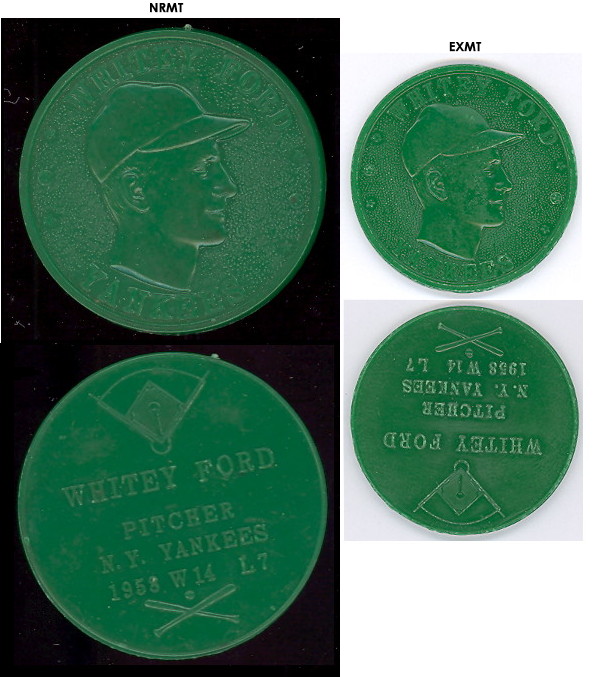 NRMT
WHITEY FORD
YANKEES
WHITEY FORD
PITCHER
N.Y. YANKEES
1958 W 14 L 7
EXMT
WHITEY FORD
YANKEES
WHITEY FORD
PITCHER
N.Y. YANKEES
1958 W 14 L 7